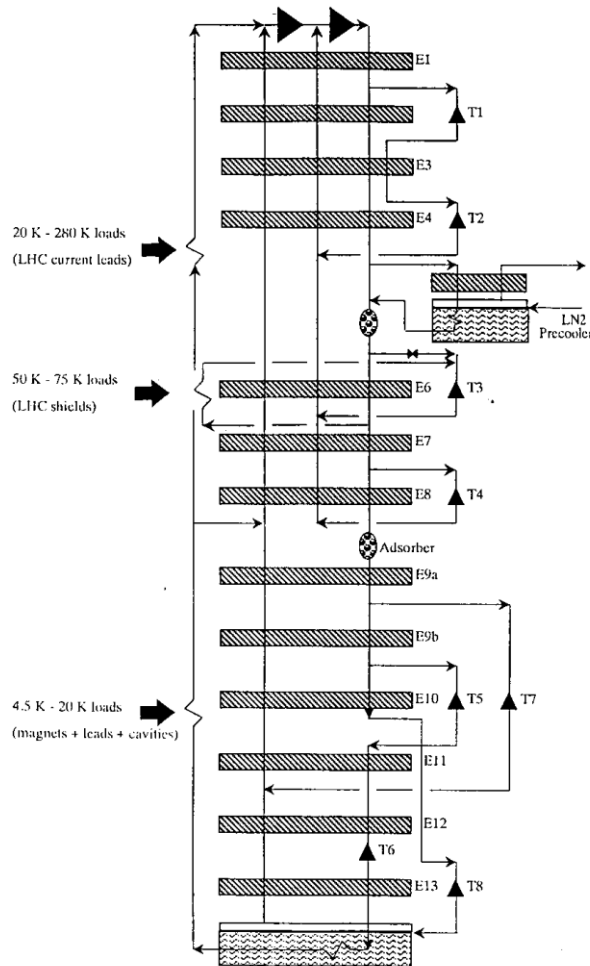 E1
T1
E3
T2
E4
20 K - 280 K loads
(LHC current leads)
LN2
Precooler
50 K - 75 K loads
(LHC shields)
E6
T3
E7
E8
T4
Adsorber
E9a
E9b
4.5 K - 20 K loads
(magnets + leads + cavities)
E10
T5
T7
E11
E12
T6
E13
T8